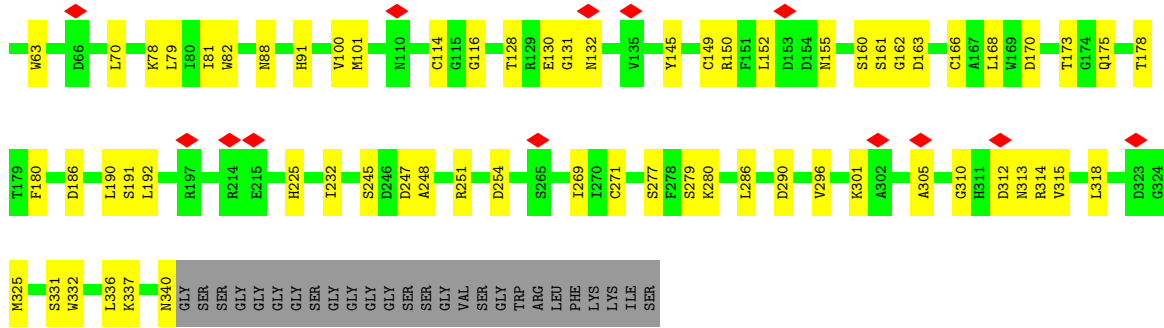 W63 D66 L70 K78 L79 I80 I81 W82 N88 H91 V100 M101 N110 C114 G115 G116 T128 R129 E130 G131 N132 V135 Y145 C149 R150 F151 L152 D153 D154 N155 S160 S161 G162 D163 C166 A167 L168 W169 D170 T173 G174 Q175 T178
T179 F180 D186 L190 S191 L192 R197 R214 E215 H225 I232 S245 D246 D247 A248 R251 D254 S265 I269 I270 C271 S277 F278 S279 K280 L286 D290 V296 K301 A302 A305 G310 H311 D312 N313 R314 V315 L318 D323 G324
M325 S331 W332 L336 K337 N340 GLY SER SER GLY GLY GLY GLY SER GLY GLY GLY GLY SER SER GLY VAL SER GLY TRP ARG LEU PHE LYS LYS ILE SER